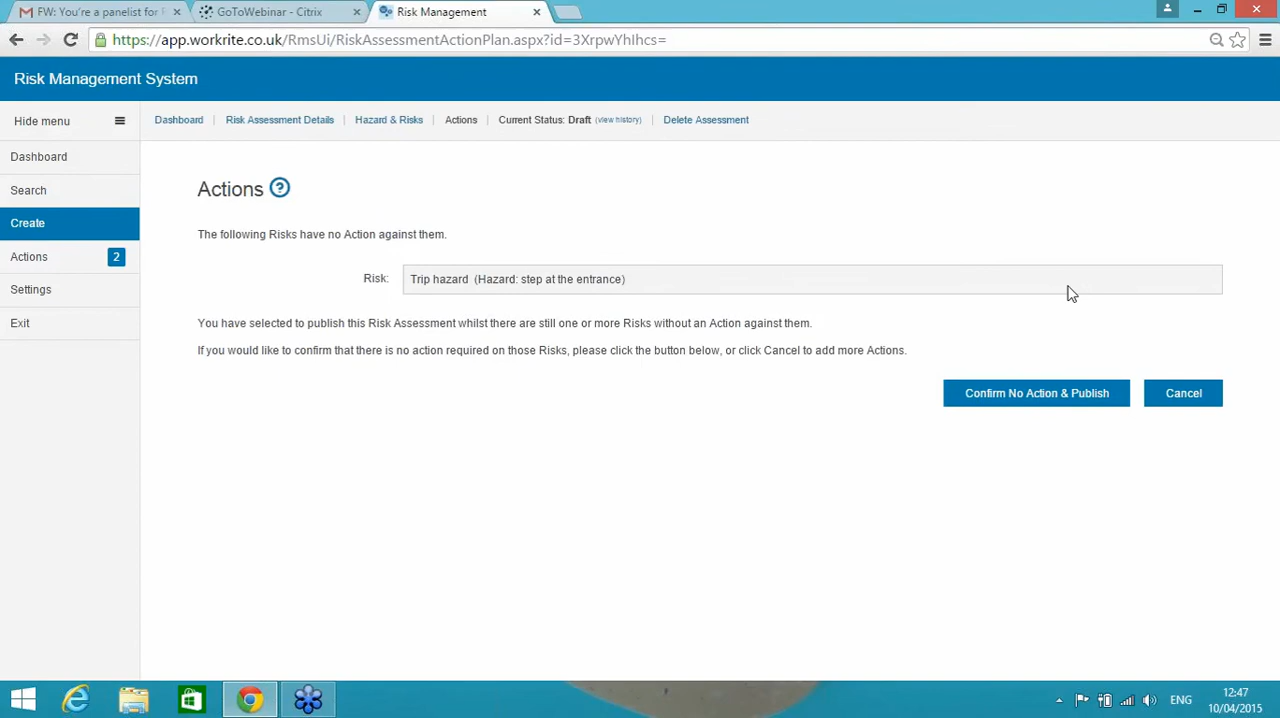 FW: You're a panelist for
GoToWebinar - Citrix
Risk Management
https://app.workrite.co.uk/RmsUi/RiskAssessmentActionPlan.aspx?id=3XrpwYhIhcs=
Risk Management System
Hide menu
Dashboard | Risk Assessment Details | Hazard & Risks | Actions | Current Status: Draft (view history) | Delete Assessment
Dashboard
Search
Create
Actions 2
Settings
Exit
Actions ?
The following Risks have no Action against them.
Risk: Trip hazard (Hazard: step at the entrance)
You have selected to publish this Risk Assessment whilst there are still one or more Risks without an Action against them.
If you would like to confirm that there is no action required on those Risks, please click the button below, or click Cancel to add more Actions.
Confirm No Action & Publish
Cancel
ENG
12:47
10/04/2015